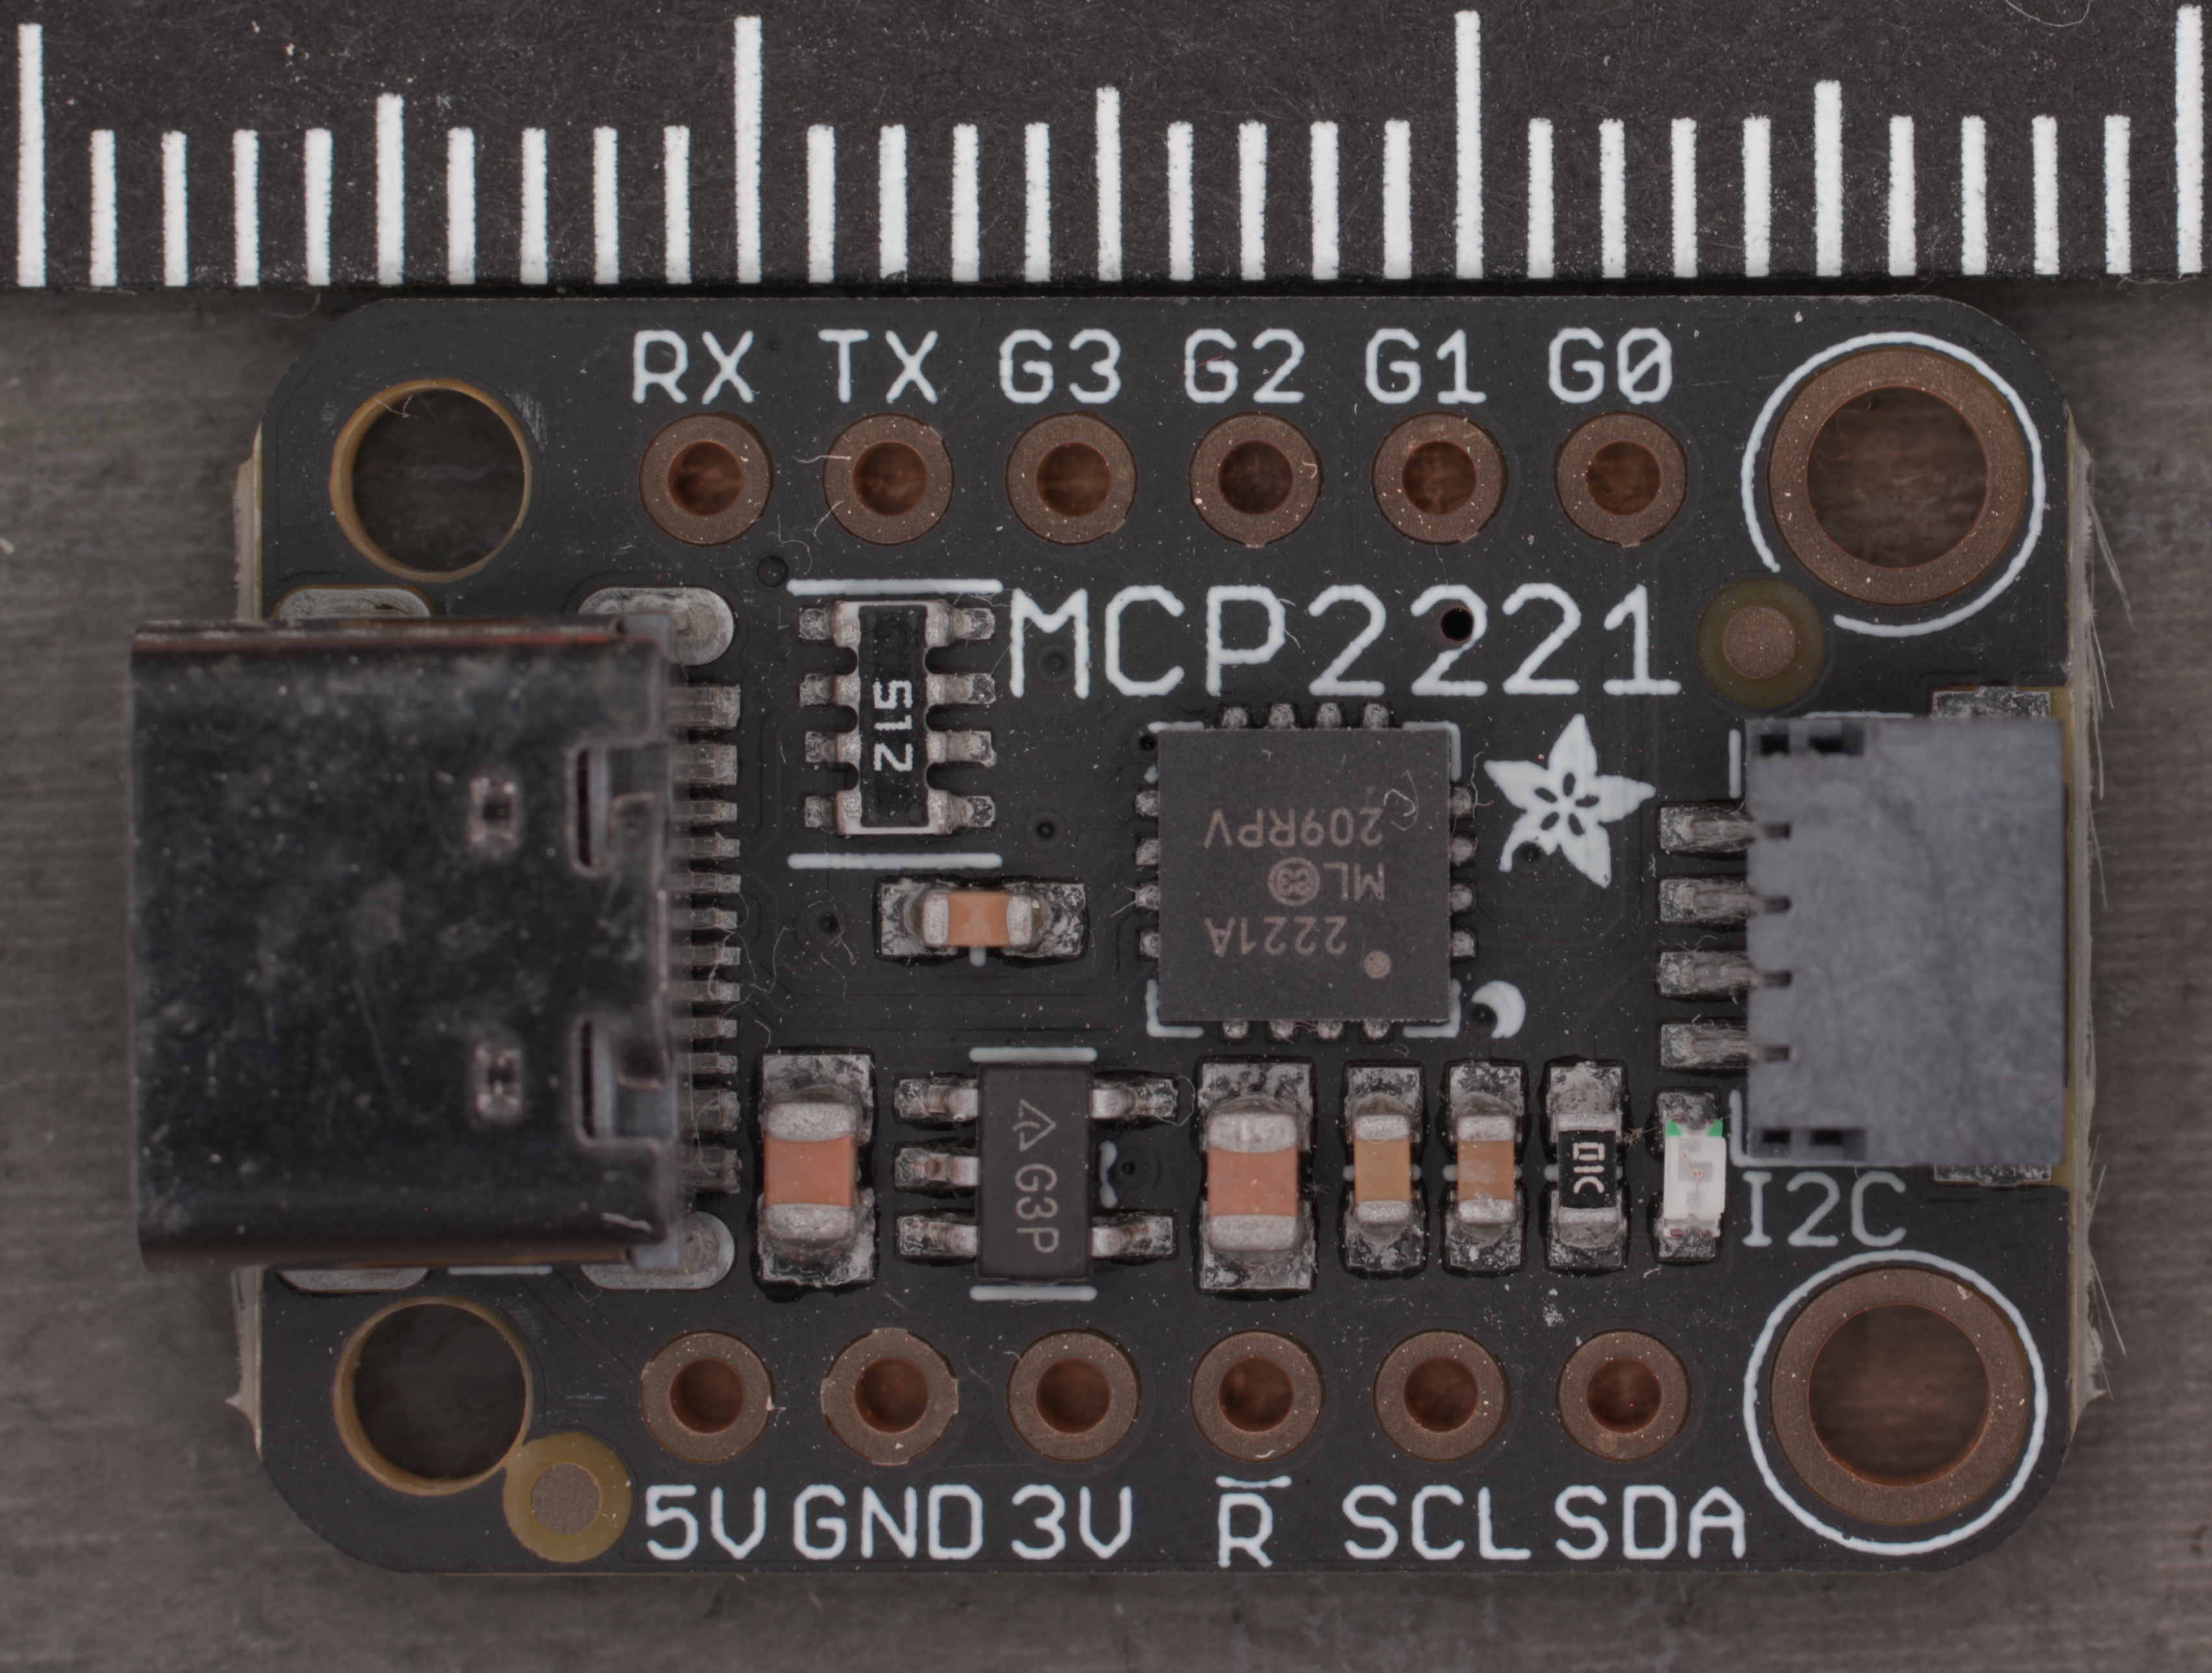 RX TX G3 G2 G1 G0
MCP2221
512
2221A
ML
209RPV
G3P
01C
I2C
5V GND 3V R SCL SDA